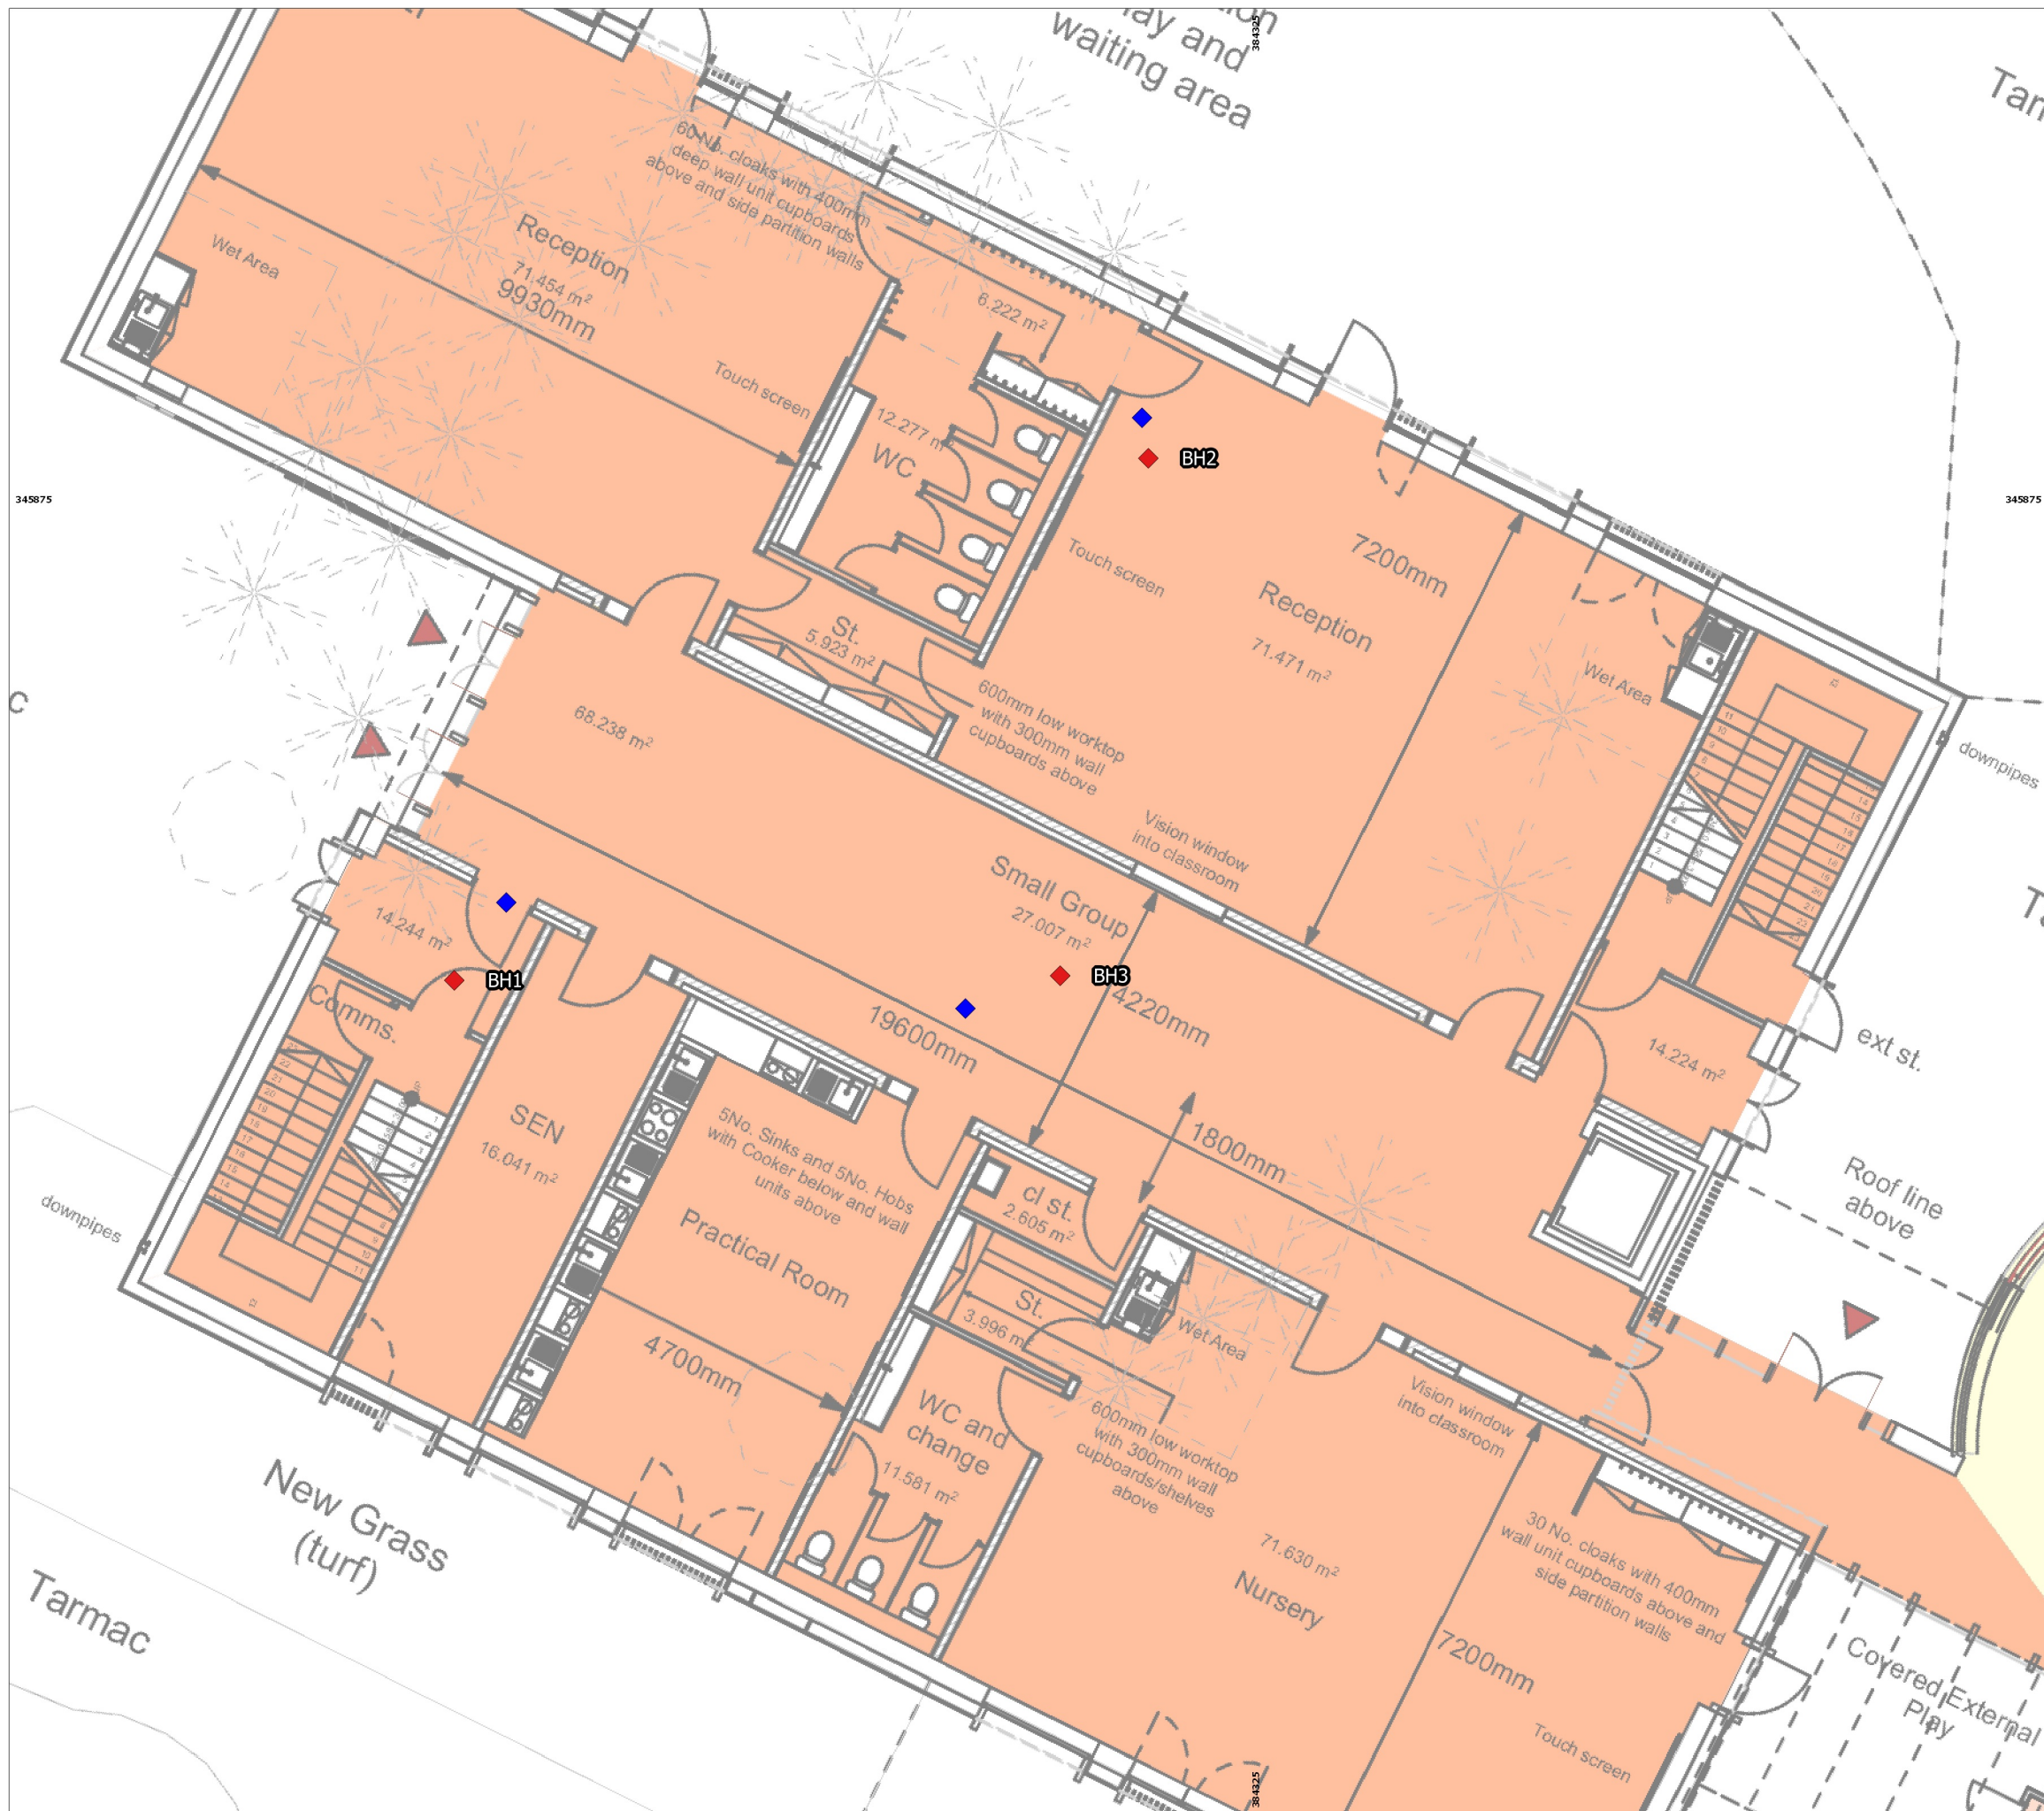 lay and
waiting area
384325
Tar
60 No. cloaks with 400mm
deep wall unit cupboards
above and side partition walls
Reception
71.454 m²
9930mm
Wet Area
6.222 m²
Touch screen
12.277 m²
WC
BH2
345875
345875
7200mm
Touch screen
Reception
71.471 m²
St.
5.923 m²
Wet Area
600mm low worktop
with 300mm wall
cupboards above
68.238 m²
C
downpipes
Vision window
into classroom
Small Group
27.007 m²
14.244 m²
BH1
BH3
Comms.
19600mm
4220mm
ext st.
14.224 m²
SEN
16.041 m²
5No. Sinks and 5No. Hobs
with Cooker below and wall
units above
1800mm
cl st.
2.605 m²
Roof line
above
downpipes
Practical Room
St.
3.996 m²
Wet Area
4700mm
Vision window
into classroom
WC and
change
11.581 m²
600mm low worktop
with 300mm wall
cupboards/shelves
above
New Grass
(turf)
71.630 m²
Nursery
30 No. cloaks with 400mm
wall unit cupboards above and
side partition walls
Tarmac
7200mm
Covered External
Play
Touch screen
384325